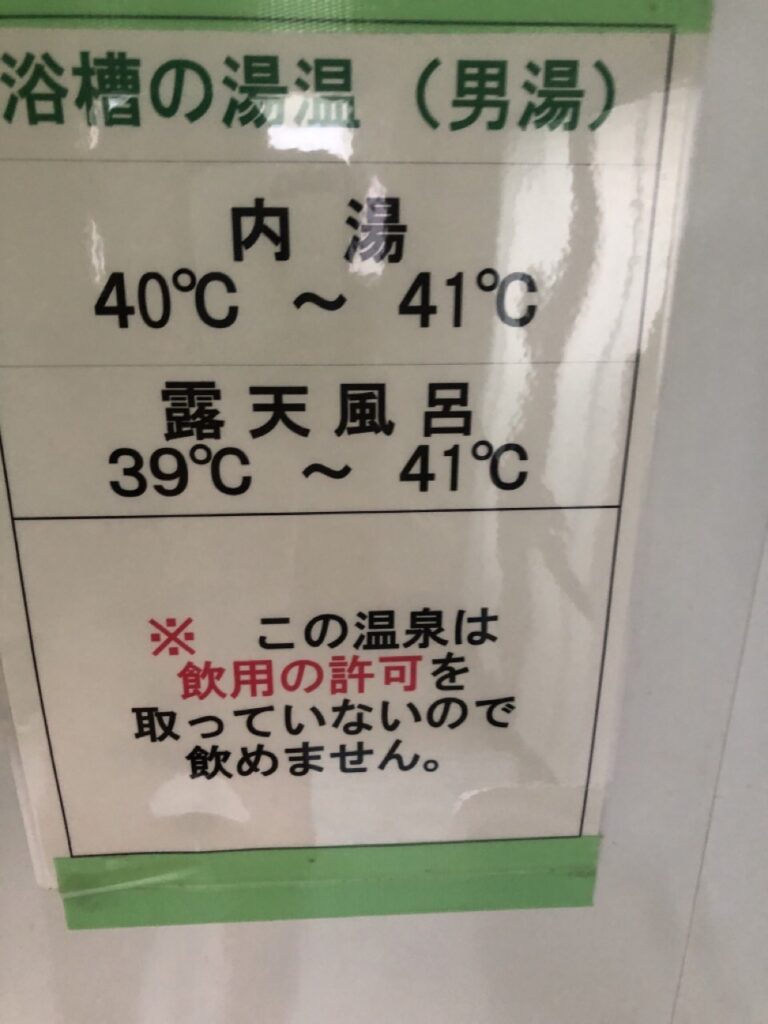 浴槽の湯温(男湯)
内 湯
40℃ ～ 41℃
露天風呂
39℃ ～ 41℃
※ この温泉は
飲用の許可を
取っていないので
飲めません。